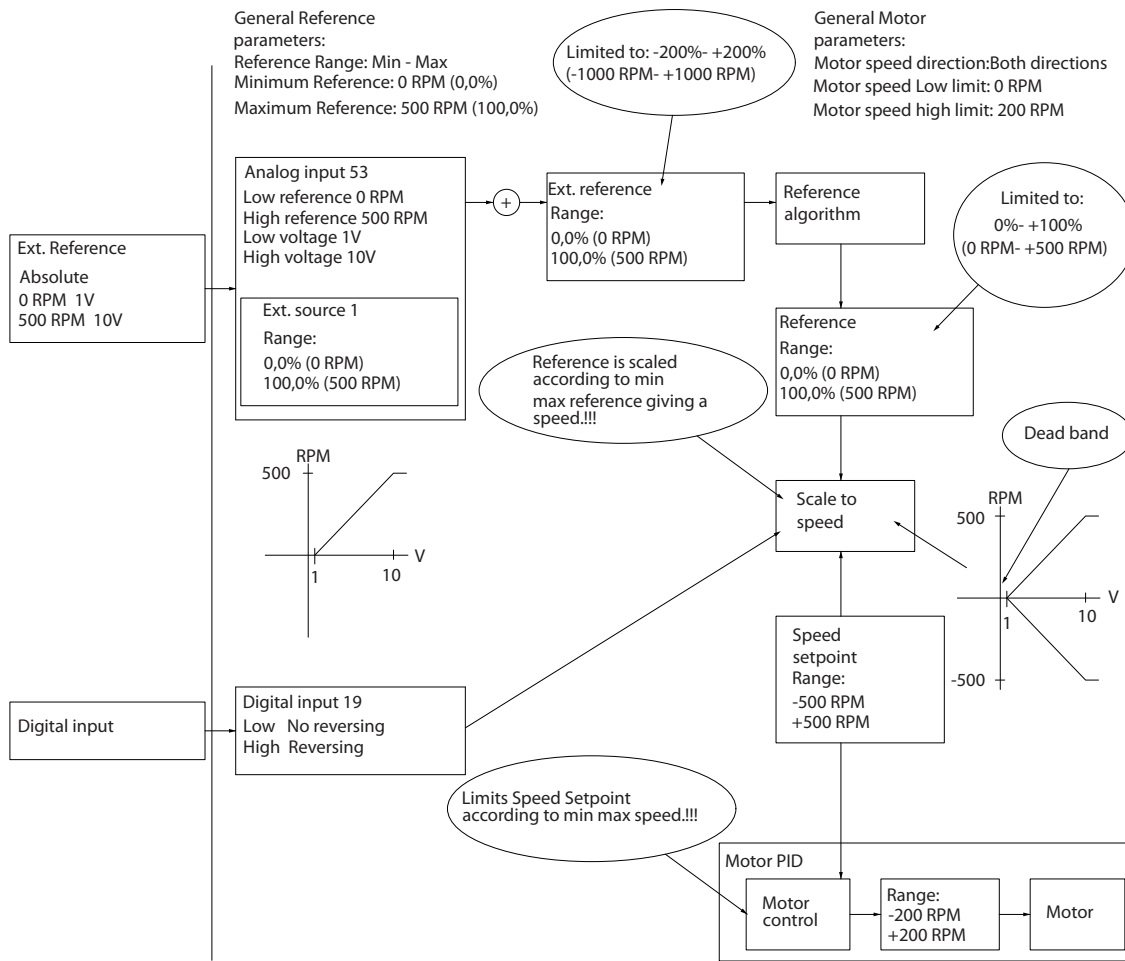 General Reference
parameters:
Reference Range: Min - Max
Minimum Reference: 0 RPM (0,0%)
Maximum Reference: 500 RPM (100,0%)
Limited to: -200%- +200%
(-1000 RPM- +1000 RPM)
General Motor
parameters:
Motor speed direction:Both directions
Motor speed Low limit: 0 RPM
Motor speed high limit: 200 RPM
Ext. Reference
Absolute
0 RPM 1V
500 RPM 10V
Analog input 53
Low reference 0 RPM
High reference 500 RPM
Low voltage 1V
High voltage 10V
Ext. source 1
Range:
0,0% (0 RPM)
100,0% (500 RPM)
+
Ext. reference
Range:
0,0% (0 RPM)
100,0% (500 RPM)
Reference
algorithm
Limited to:
0%- +100%
(0 RPM- +500 RPM)
Reference
Range:
0,0% (0 RPM)
100,0% (500 RPM)
Reference is scaled
according to min
max reference giving a
speed.!!!
Dead band
RPM
500
V
1
10
Scale to
speed
RPM
500
V
1
10
-500
Speed
setpoint
Range:
-500 RPM
+500 RPM
Digital input
Digital input 19
Low No reversing
High Reversing
Limits Speed Setpoint
according to min max speed.!!!
Motor PID
Motor
control
Range:
-200 RPM
+200 RPM
Motor